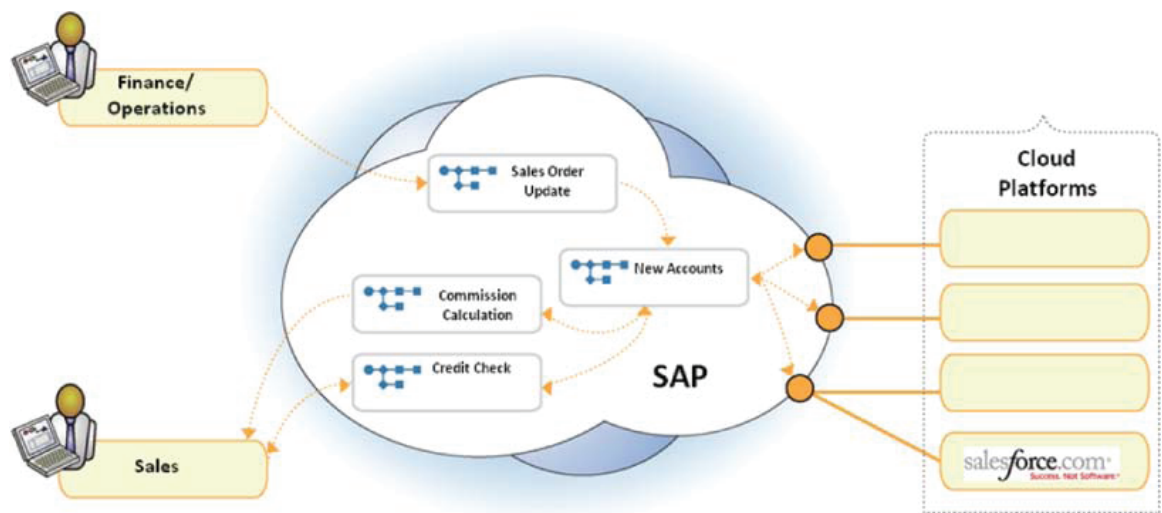 Finance/
Operations
Sales Order
Update
New Accounts
Commission
Calculation
Credit Check
SAP
Sales
Cloud
Platforms
salesforce.com
Success. Not Software.